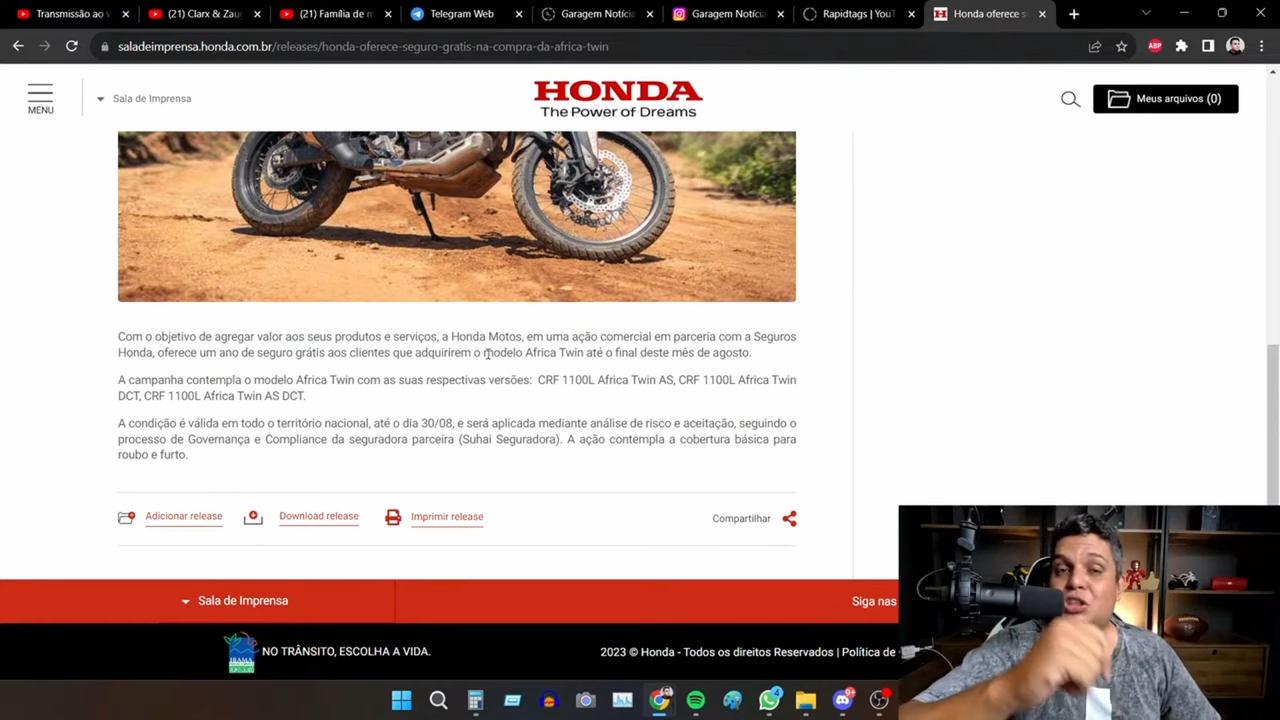 Transmissão ao v
(21) Clarx & Zau
(21) Família de m
Telegram Web
Garagem Notíci
Garagem Notíci
Rapidtags | YouT
Honda oferece s
saladeimprensa.honda.com.br/releases/honda-oferece-seguro-gratis-na-compra-da-africa-twin
ABP
MENU
Sala de Imprensa
HONDA
The Power of Dreams
Meus arquivos (0)
Com o objetivo de agregar valor aos seus produtos e serviços, a Honda Motos, em uma ação comercial em parceria com a Seguros
Honda, oferece um ano de seguro grátis aos clientes que adquirirem o modelo Africa Twin até o final deste mês de agosto.
A campanha contempla o modelo Africa Twin com as suas respectivas versões: CRF 1100L Africa Twin AS, CRF 1100L Africa Twin
DCT, CRF 1100L Africa Twin AS DCT.
A condição é válida em todo o território nacional, até o dia 30/08, e será aplicada mediante análise de risco e aceitação, seguindo o
processo de Governança e Compliance da seguradora parceira (Suhai Seguradora). A ação contempla a cobertura básica para
roubo e furto.
Adicionar release
Download release
Imprimir release
Compartilhar
Sala de Imprensa
Siga nas
NO TRÂNSITO, ESCOLHA A VIDA.
2023 © Honda - Todos os direitos Reservados | Política de
IBAMA
4
9+